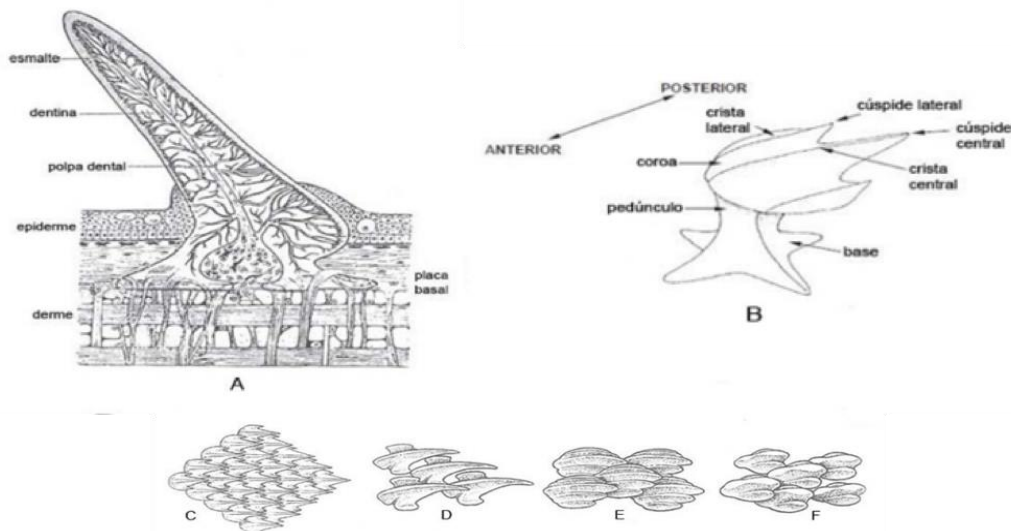 esmalte
dentina
polpa dental
epiderme
placa
basal
derme
A
POSTERIOR
ANTERIOR
crista
lateral
cúspide lateral
cúspide
central
coroa
crista
central
pedúnculo
base
B
C
D
E
F